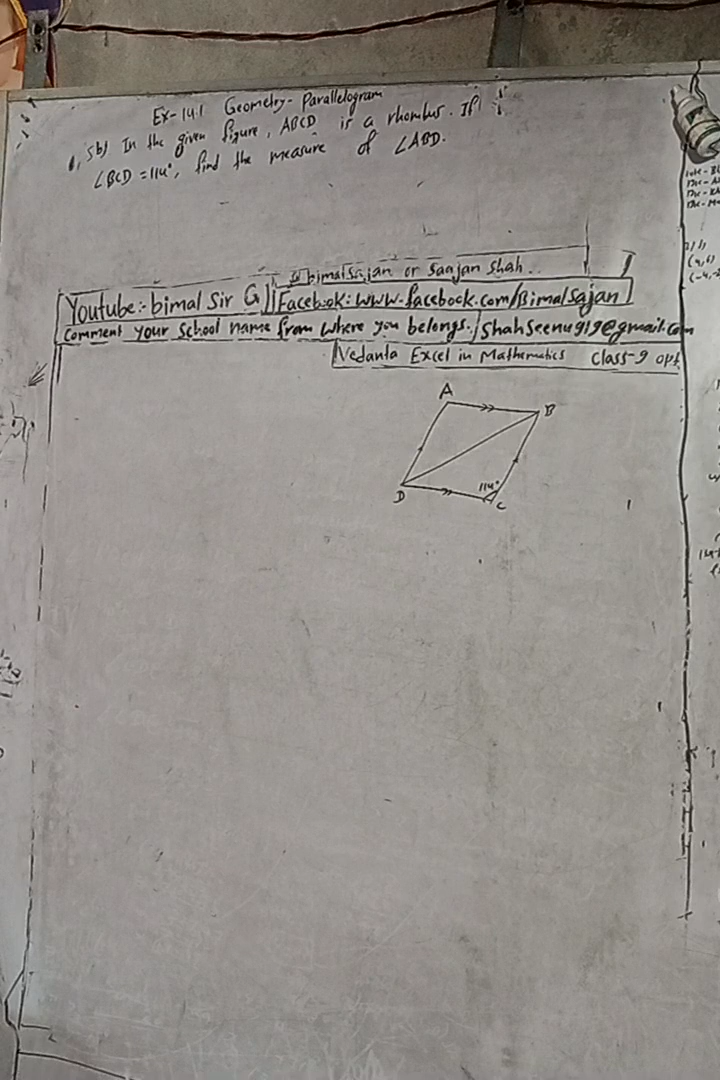 Ex-14.1 Geometry- Parallelogram
1, 5b) In the given figure, ABCD is a rhombus. If
∠BCD = 114°, find the measure of ∠ABD.
bimalsajan or Saajan Shah..
Youtube:- bimal Sir G || Facebook: www.facebook.com/Bimalsajan
Comment your School name from where you belongs. / Shahseenu919@gmail.com
Vedanta Excel in Mathematics Class-9 opt
A
B
D
114°
C